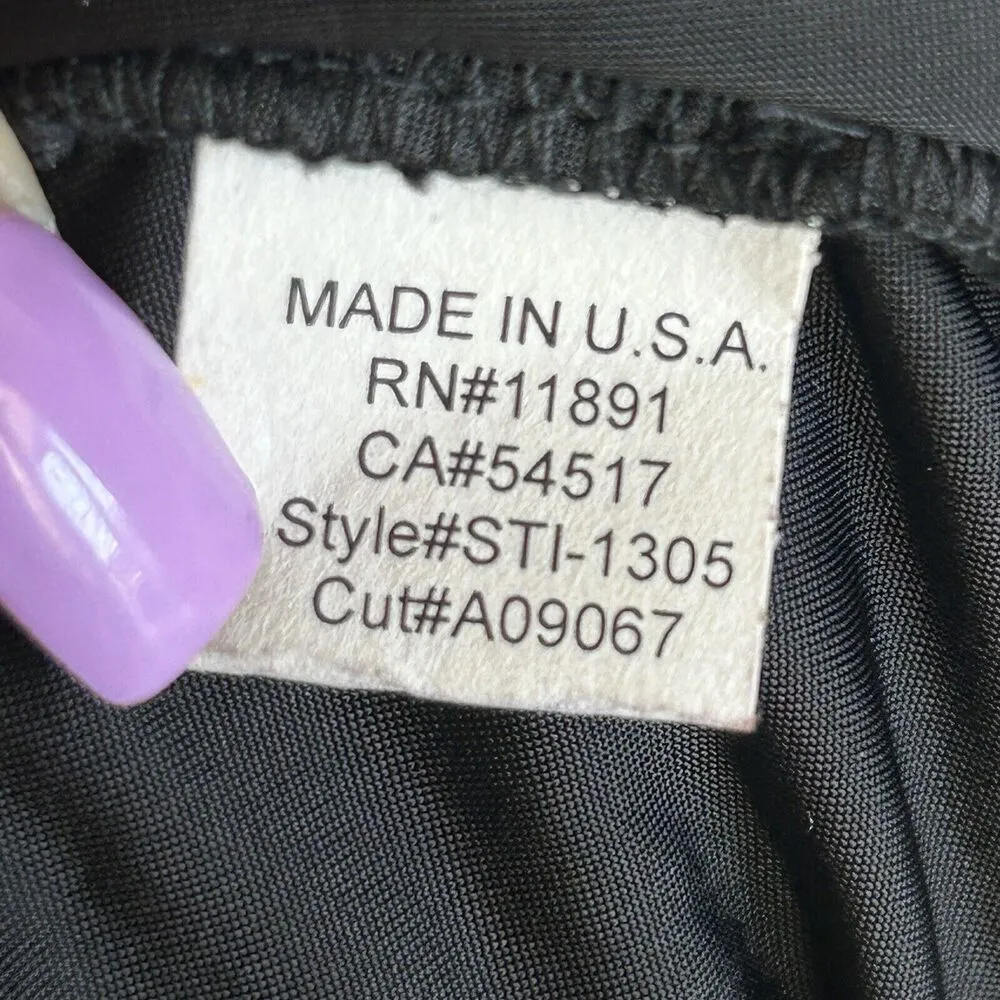 MADE IN U.S.A.
RN#11891
CA#54517
Style#STI-1305
Cut#A09067